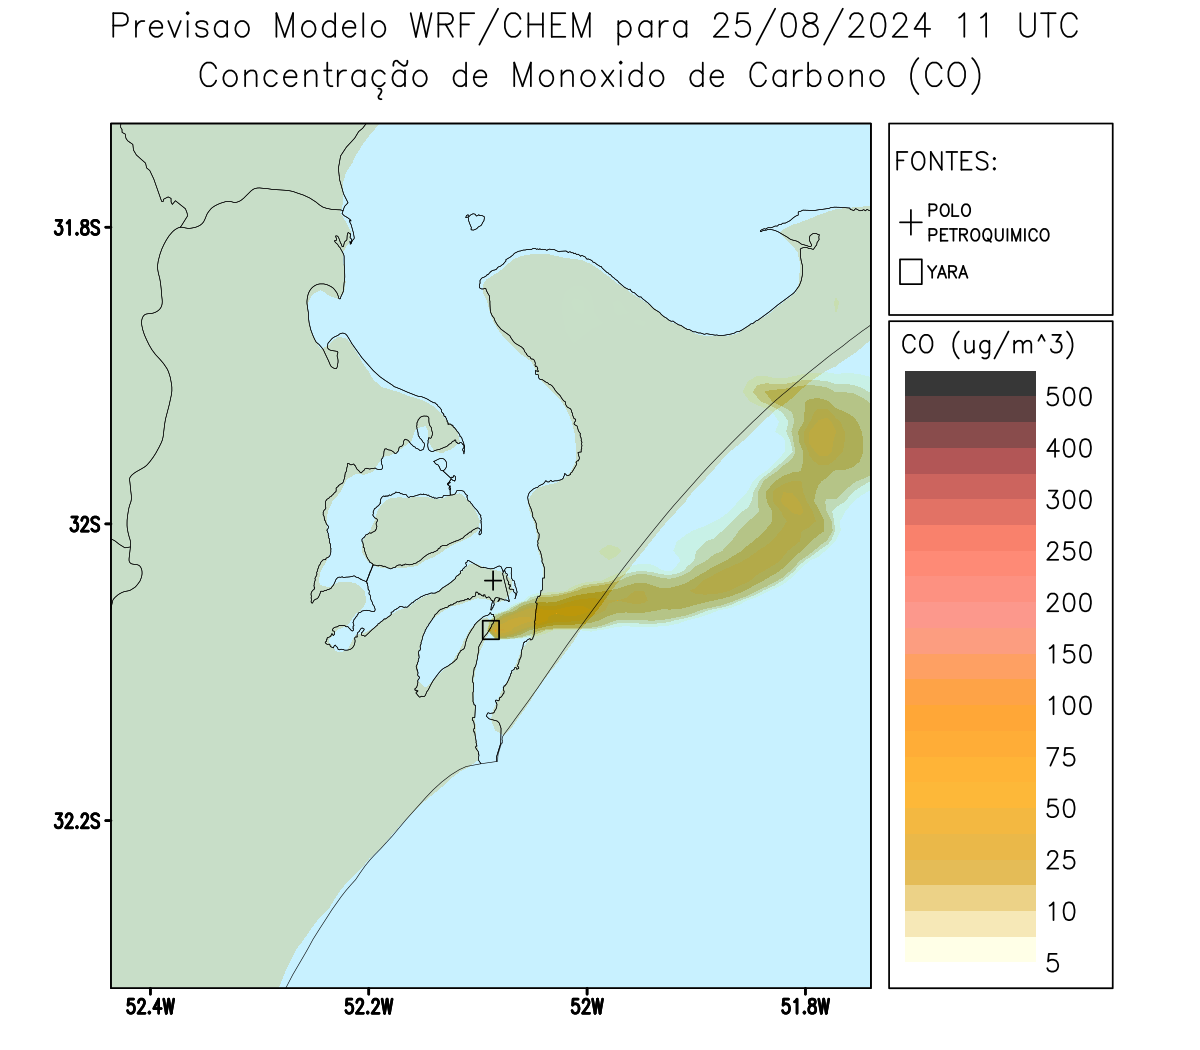 Previsao Modelo WRF/CHEM para 25/08/2024 11 UTC
Concentração de Monoxido de Carbono (CO)
FONTES:
POLO
PETROQUIMICO
YARA
CO (ug/m^3)
500
400
300
250
200
150
100
75
50
25
10
5
31.8S
32S
32.2S
52.4W
52.2W
52W
51.8W